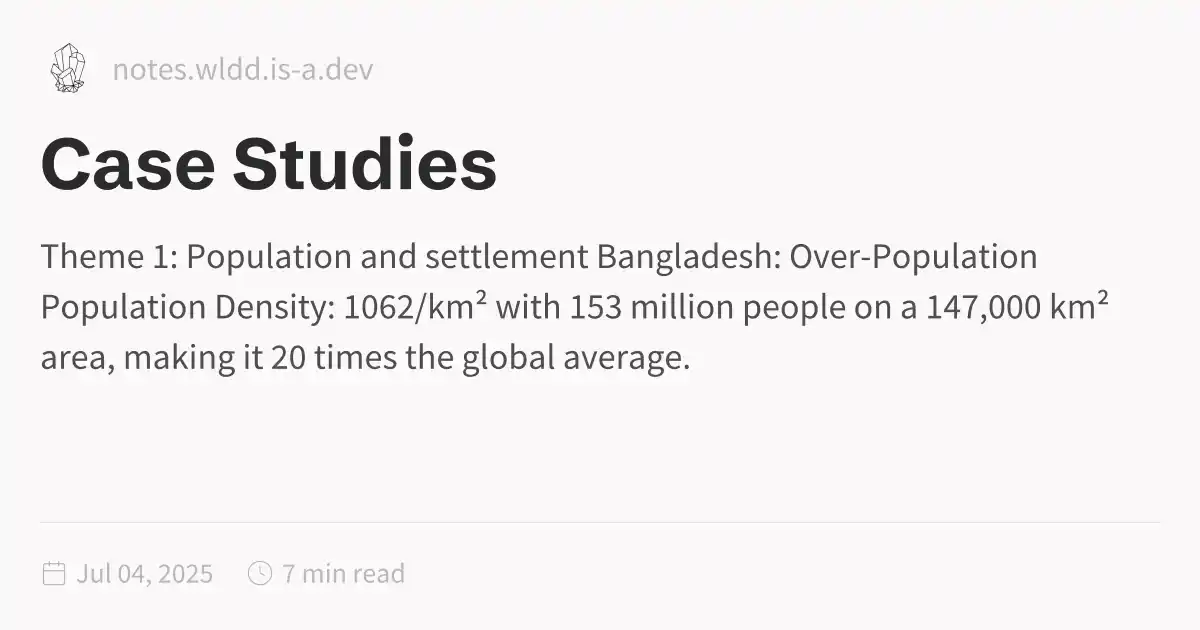 notes.wldd.is-a.dev
Case Studies
Theme 1: Population and settlement Bangladesh: Over-Population
Population Density: 1062/km² with 153 million people on a 147,000 km²
area, making it 20 times the global average.
Jul 04, 2025
7 min read